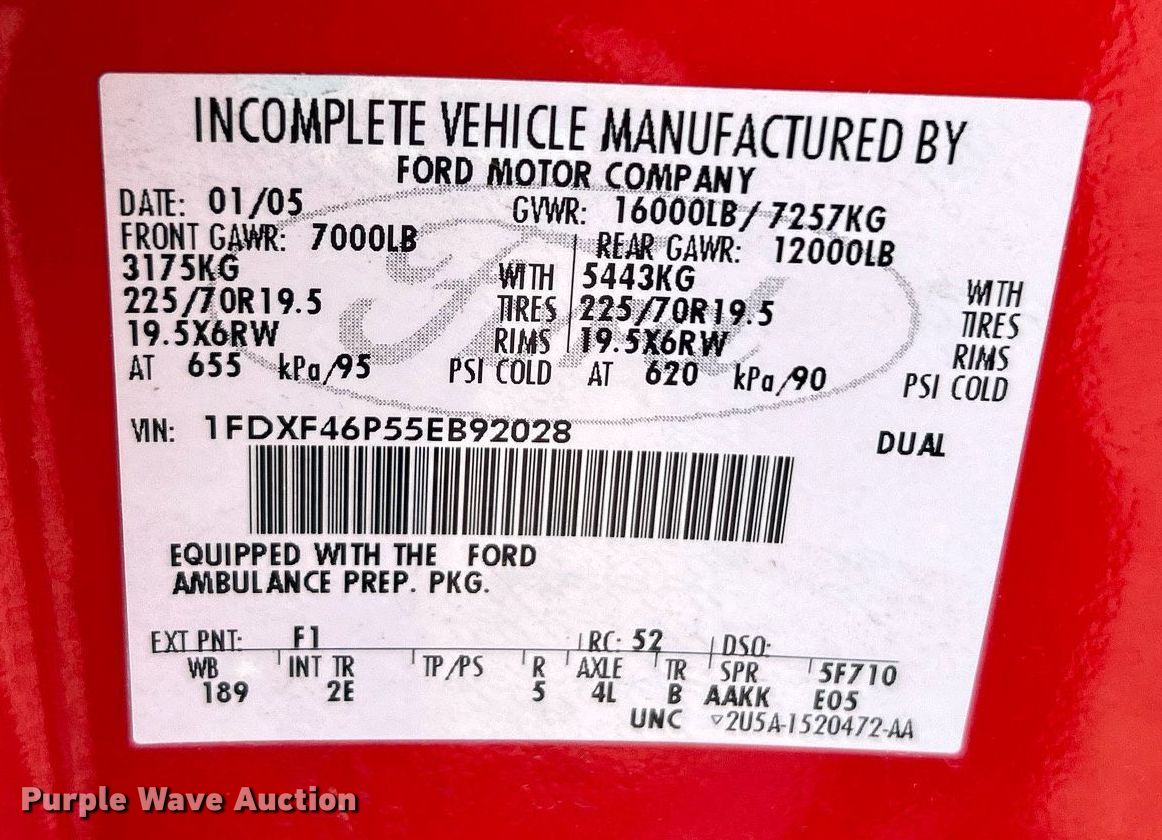 INCOMPLETE VEHICLE MANUFACTURED BY
FORD MOTOR COMPANY
DATE: 01/05 GVWR: 16000LB/ 7257KG
FRONT GAWR: 7000LB REAR GAWR: 12000LB
3175KG WITH 5443KG WITH
225/70R19.5 TIRES 225/70R19.5 TIRES
19.5X6RW RIMS 19.5X6RW RIMS
AT 655 kPa/95 PSI COLD AT 620 kPa/90 PSI COLD
VIN: 1FDXF46P55EB92028 DUAL
EQUIPPED WITH THE FORD
AMBULANCE PREP. PKG.
EXT PNT: F1 RC: 52 DSO:
WB INT TR TP/PS R AXLE TR SPR 5F710
189 2E 5 4L B AAKK E05
UNC ▽2U5A-1520472-AA
Ford
Purple Wave Auction